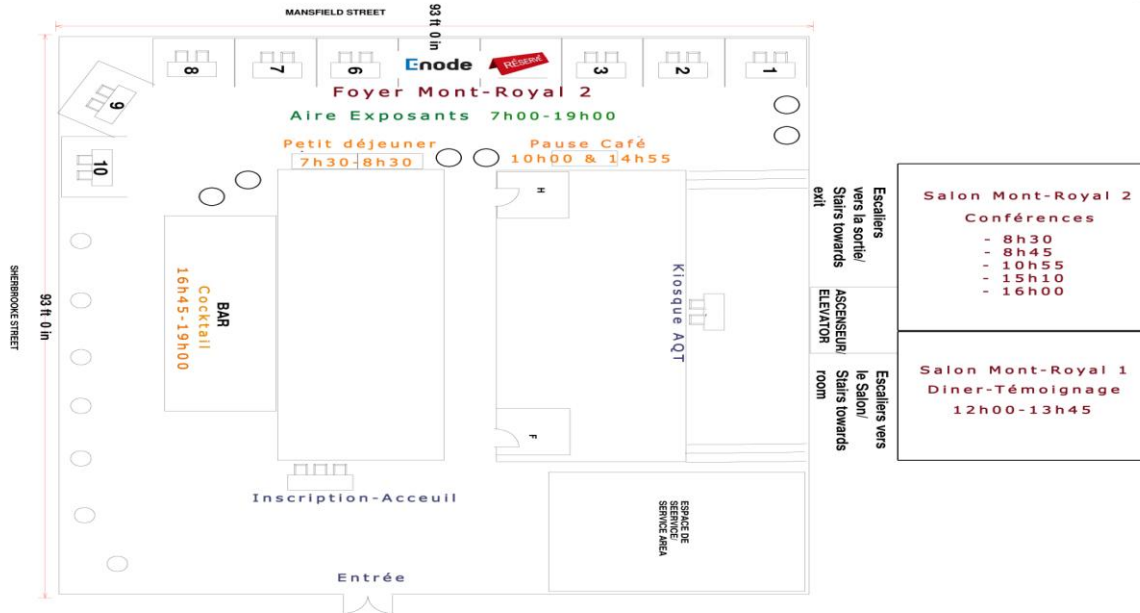 MANSFIELD STREET
93 ft 0 in
8
7
6
Enode
RÉSERVÉ
3
2
1
9
10
Foyer Mont-Royal 2
Aire Exposants 7h00-19h00
Petit déjeuner
7h30-8h30
Pause Café
10h00 & 14h55
H
Escaliers
vers la sortie/
Stairs towards
exit
Salon Mont-Royal 2
Conférences
- 8h30
- 8h45
- 10h55
- 15h10
- 16h00
SHERBROOKE STREET
93 ft 0 in
BAR
Cocktail
16h45-19h00
Kiosque AQT
ASCENSEUR/
ELEVATOR
Escaliers vers
le Salon/
Stairs towards
room
Salon Mont-Royal 1
Diner-Témoignage
12h00-13h45
F
Inscription-Acceuil
ESPACE DE
SEERVICE/
SERVICE AREA
Entrée